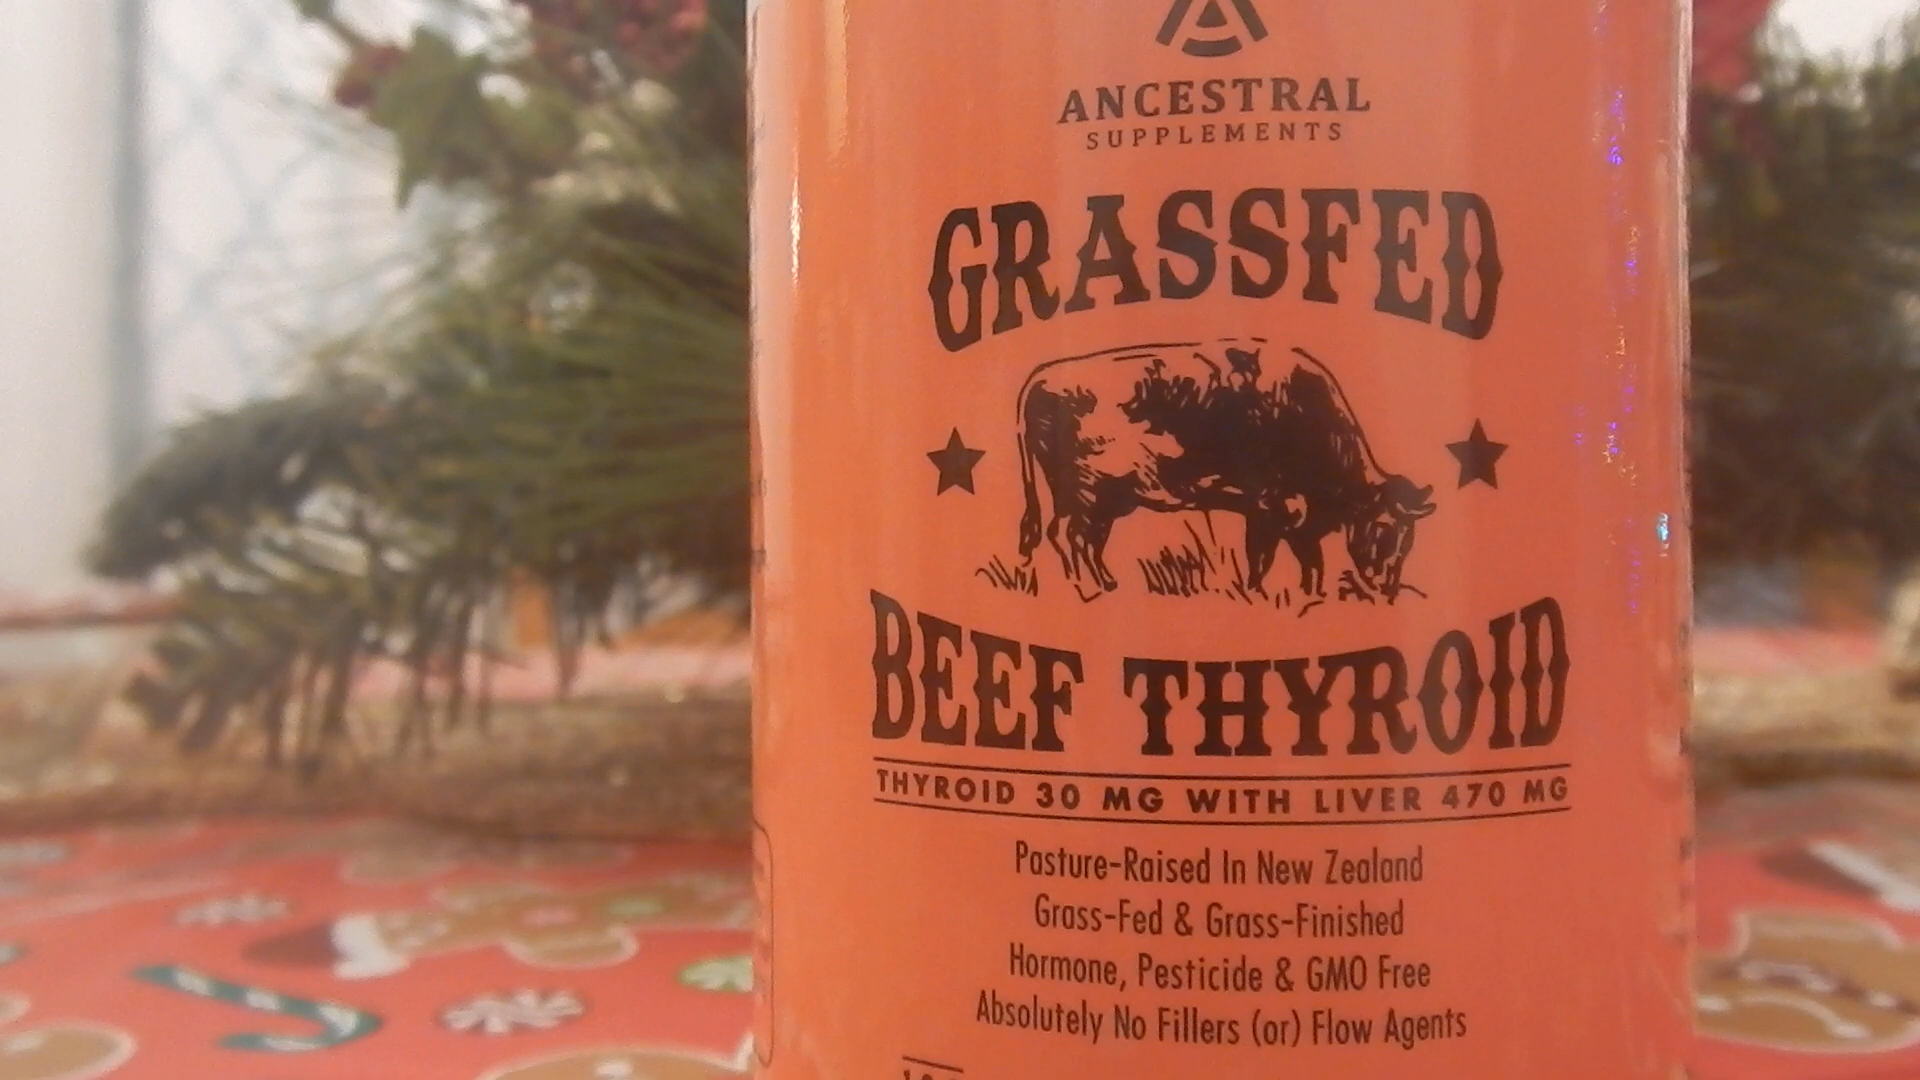 ANCESTRAL
SUPPLEMENTS
GRASSFED
BEEF THYROID
THYROID 30 MG WITH LIVER 470 MG
Pasture-Raised In New Zealand
Grass-Fed & Grass-Finished
Hormone, Pesticide & GMO Free
Absolutely No Fillers (or) Flow Agents